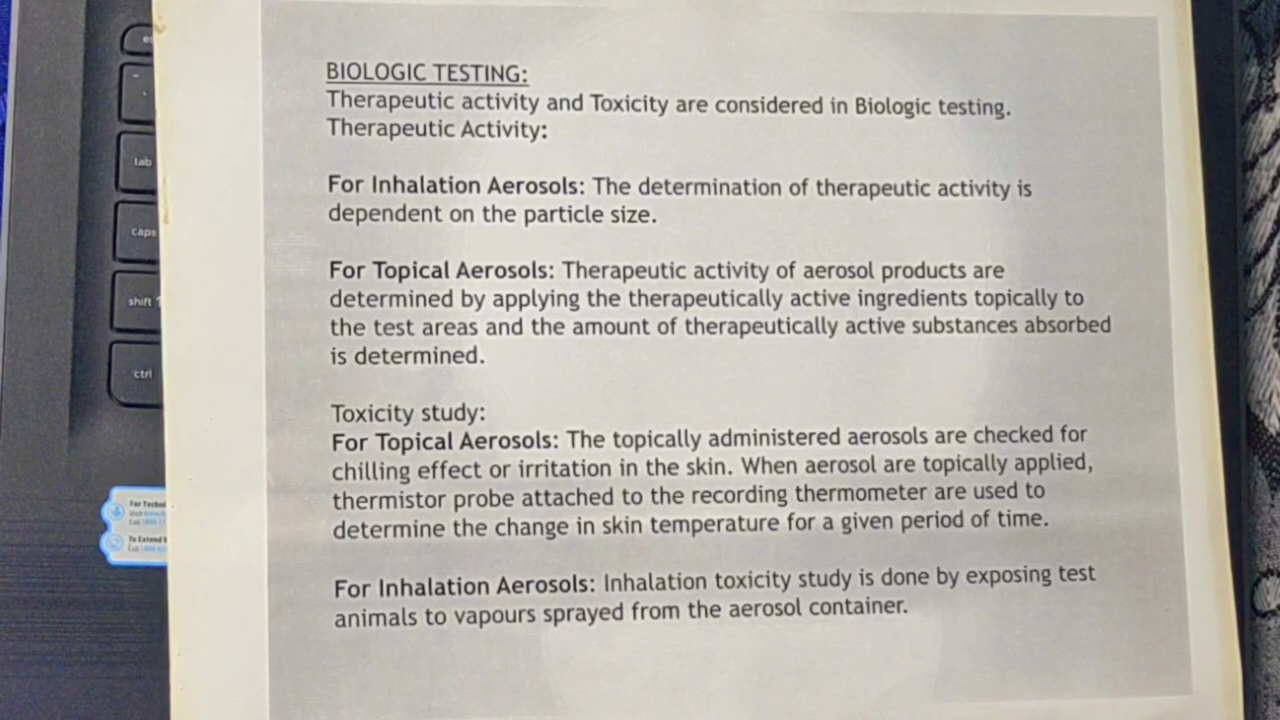 BIOLOGIC TESTING:
Therapeutic activity and Toxicity are considered in Biologic testing.
Therapeutic Activity:
For Inhalation Aerosols: The determination of therapeutic activity is
dependent on the particle size.
For Topical Aerosols: Therapeutic activity of aerosol products are
determined by applying the therapeutically active ingredients topically to
the test areas and the amount of therapeutically active substances absorbed
is determined.
Toxicity study:
For Topical Aerosols: The topically administered aerosols are checked for
chilling effect or irritation in the skin. When aerosol are topically applied,
thermistor probe attached to the recording thermometer are used to
determine the change in skin temperature for a given period of time.
For Inhalation Aerosols: Inhalation toxicity study is done by exposing test
animals to vapours sprayed from the aerosol container.
tab
caps
shift
ctrl
For
To Extend